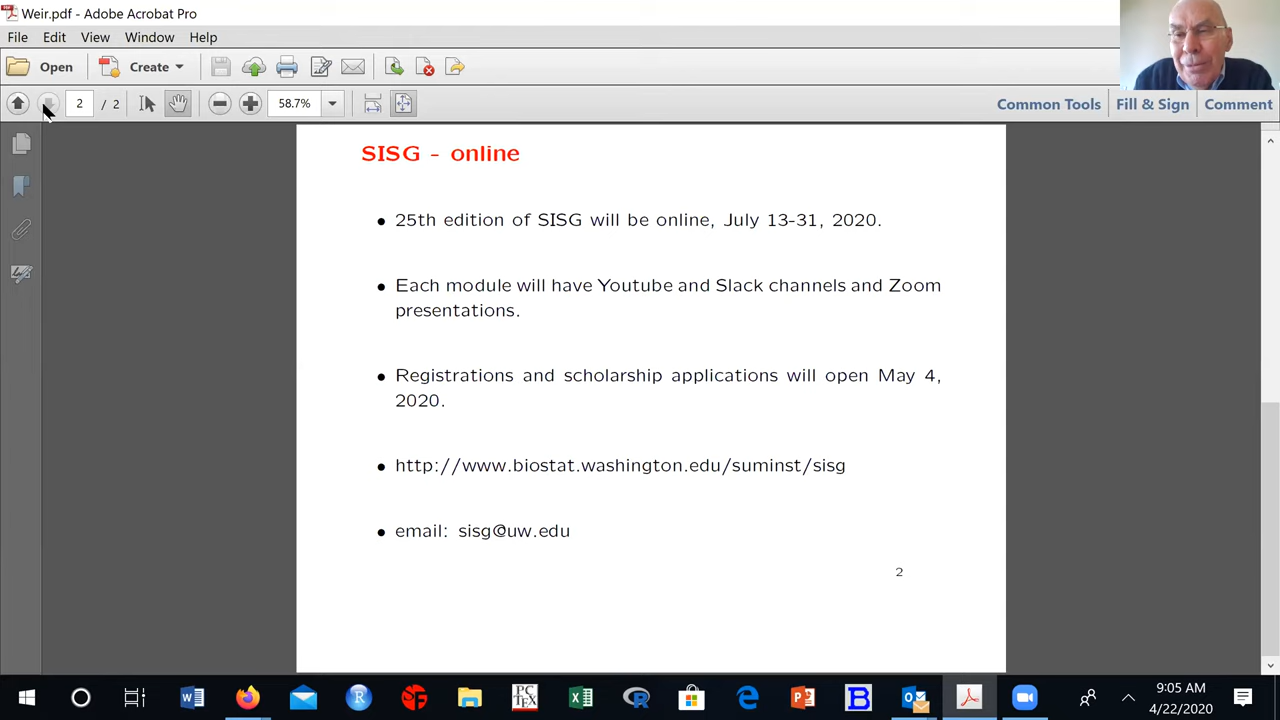 Weir.pdf - Adobe Acrobat Pro
File Edit View Window Help
Open Create
2 / 2 58.7% Common Tools Fill & Sign Comment
SISG - online
• 25th edition of SISG will be online, July 13-31, 2020.
• Each module will have Youtube and Slack channels and Zoom
presentations.
• Registrations and scholarship applications will open May 4,
2020.
• http://www.biostat.washington.edu/suminst/sisg
• email: sisg@uw.edu
2
PC
TEX
R
B
9:05 AM
4/22/2020